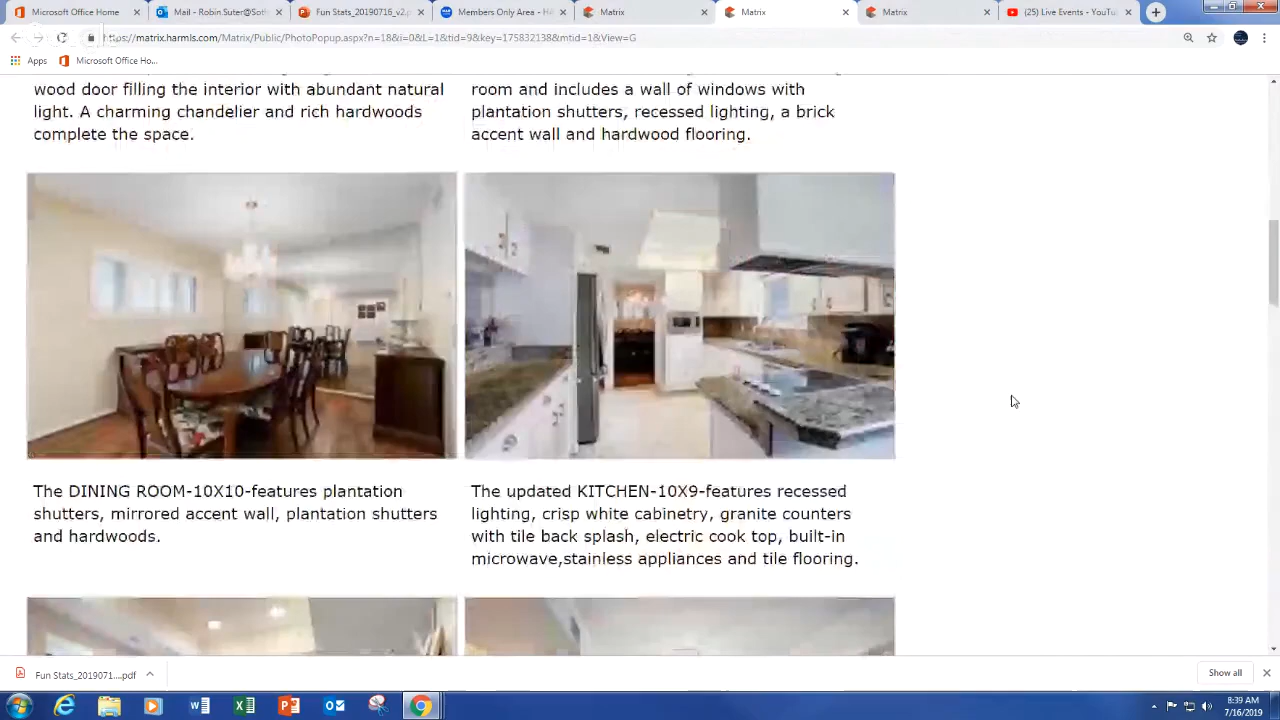 Microsoft Office Home
Mail - Robin Suter@Soth
Fun Stats_20190716_v2.p
Members Only Area - H
Matrix
Matrix
Matrix
(25) Live Events - YouTu
https://matrix.harmls.com/Matrix/Public/PhotoPopup.aspx?n=18&i=0&L=1&tid=9&key=175832138&mtid=1&View=G
Apps
Microsoft Office Ho...
wood door filling the interior with abundant natural
light. A charming chandelier and rich hardwoods
complete the space.
room and includes a wall of windows with
plantation shutters, recessed lighting, a brick
accent wall and hardwood flooring.
The DINING ROOM-10X10-features plantation
shutters, mirrored accent wall, plantation shutters
and hardwoods.
The updated KITCHEN-10X9-features recessed
lighting, crisp white cabinetry, granite counters
with tile back splash, electric cook top, built-in
microwave,stainless appliances and tile flooring.
Fun Stats_2019071....pdf
Show all
8:39 AM
7/16/2019